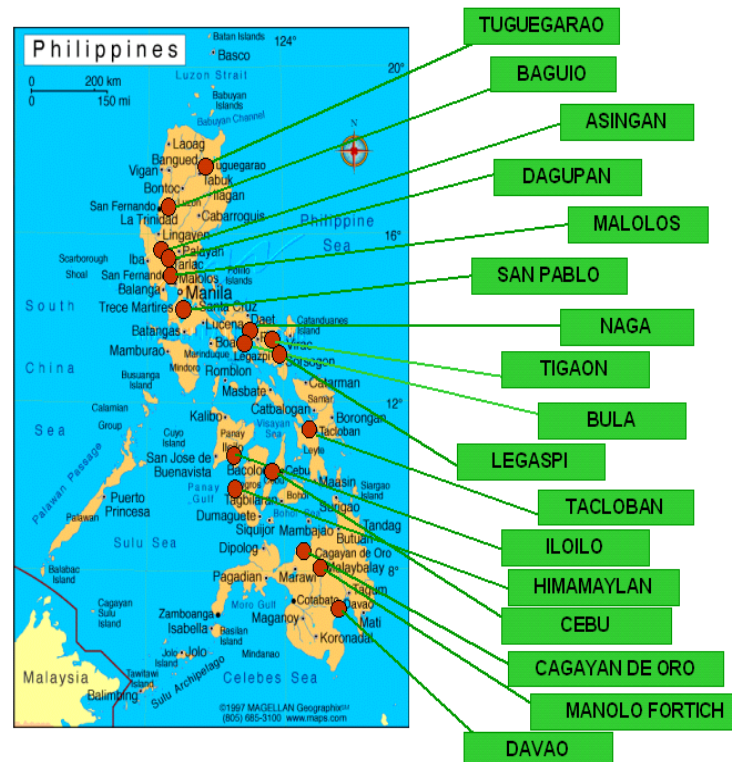 TUGUEGARAO
BAGUIO
ASINGAN
DAGUPAN
MALOLOS
SAN PABLO
NAGA
TIGAON
BULA
LEGASPI
TACLOBAN
ILOILO
HIMAMAYLAN
CEBU
CAGAYAN DE ORO
MANOLO FORTICH
DAVAO
Philippines
200 km
0
0
150 mi
124°
20°
16°
12°
8°
N
Batan Islands
Basco
Luzon Strait
Babuyan
Islands
Babuyan Channel
Laoag
Bangued
Vigan
Tabuk
Bontoc
Ilagan
San Fernando
Luzon
La Trinidad
Cabarroguis
Philippine
Sea
Lingayen
Palayan
Iba
Tarlac
Scarborough
Shoal
San Fernando
Malolos
Polillo
Islands
Balanga
Manila
South
China
Sea
Trece Martires
Santa Cruz
Daet
Lucena
Catanduanes
Island
Batangas
Boac
Virac
Mamburao
Marinduque
Legazpi
Sorsogon
Mindoro
Romblon
Busuanga
Island
Masbate
Catarman
Samar
Calamian
Group
Catbalogan
Kalibo
Borongan
Visayan
Sea
Tacloban
Cuyo
Island
Panay
Iloilo
Leyte
San Jose de
Buenavista
Bacolod
Cebu
Cebu
Maasin
Siargao
Island
Palawan Passage
Panay
Gulf
Negros
Bohol
Tagbilaran
Surigao
Puerto
Princesa
Palawan
Dumaguete
Bohol Sea
Siquijor
Mambajao
Tandag
Butuan
Sulu Sea
Dipolog
Cagayan de Oro
Malaybalay
Balabac
Island
Pagadian
Marawi
Tagum
Cagayan
Sulu
Island
Moro Gulf
Cotabato
Davao
Zamboanga
Maganoy
Mati
Isabella
Basilan
Island
Koronadal
Jolo
Island
Jolo
Mindanao
Malaysia
Tawitawi
Island
Balimbing
Sulu Archipelago
Celebes Sea
©1997 MAGELLAN Geographix℠
(805) 685-3100 www.maps.com